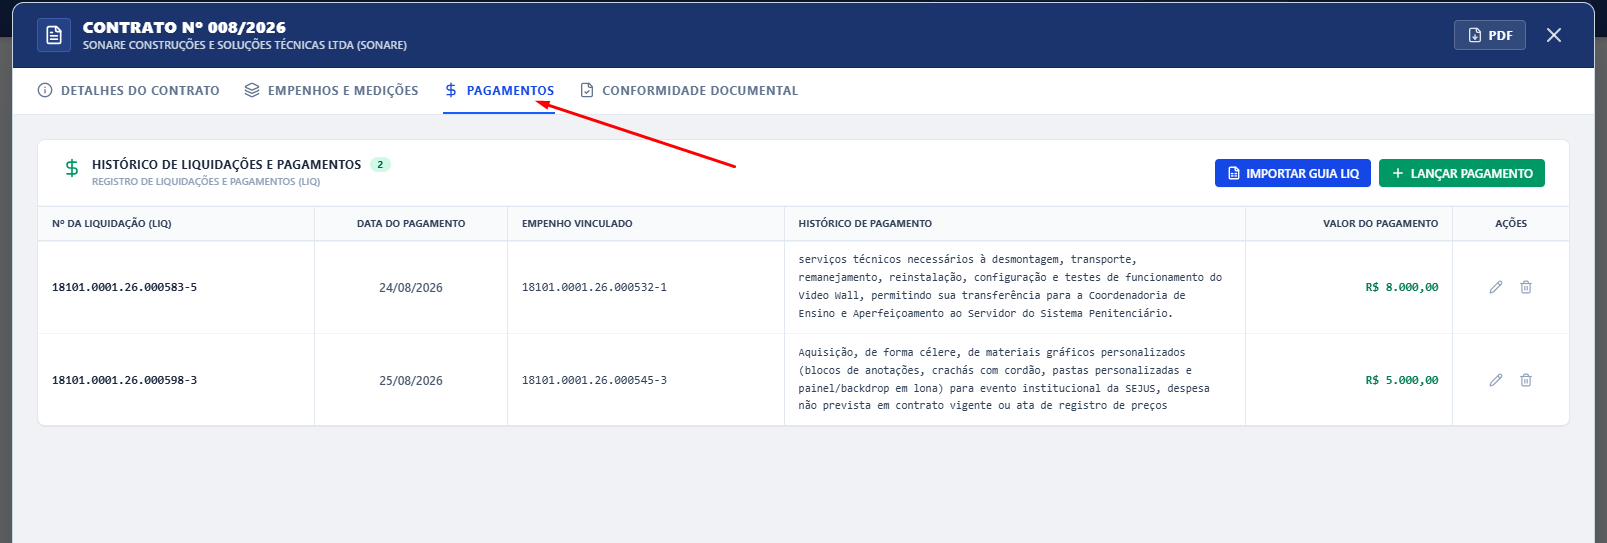 CONTRATO Nº 008/2026
SONARE CONSTRUÇÕES E SOLUÇÕES TÉCNICAS LTDA (SONARE)
PDF
DETALHES DO CONTRATO
EMPENHOS E MEDIÇÕES
PAGAMENTOS
CONFORMIDADE DOCUMENTAL
HISTÓRICO DE LIQUIDAÇÕES E PAGAMENTOS 2
REGISTRO DE LIQUIDAÇÕES E PAGAMENTOS (LIQ)
IMPORTAR GUIA LIQ
+ LANÇAR PAGAMENTO
Nº DA LIQUIDAÇÃO (LIQ)
DATA DO PAGAMENTO
EMPENHO VINCULADO
HISTÓRICO DE PAGAMENTO
VALOR DO PAGAMENTO
AÇÕES
18101.0001.26.000583-5
24/08/2026
18101.0001.26.000532-1
serviços técnicos necessários à desmontagem, transporte,
remanejamento, reinstalação, configuração e testes de funcionamento do
Video Wall, permitindo sua transferência para a Coordenadoria de
Ensino e Aperfeiçoamento ao Servidor do Sistema Penitenciário.
R$ 8.000,00
18101.0001.26.000598-3
25/08/2026
18101.0001.26.000545-3
Aquisição, de forma célere, de materiais gráficos personalizados
(blocos de anotações, crachás com cordão, pastas personalizadas e
painel/backdrop em lona) para evento institucional da SEJUS, despesa
não prevista em contrato vigente ou ata de registro de preços
R$ 5.000,00